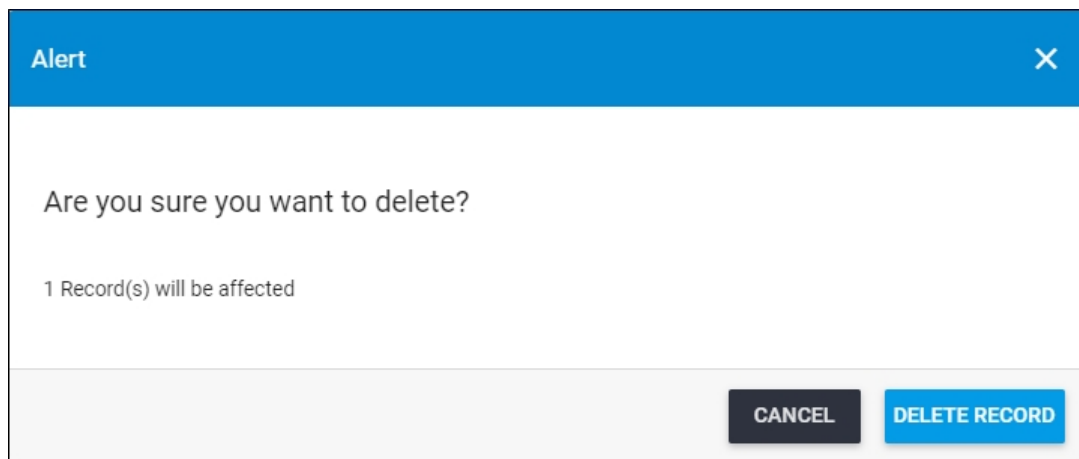 Alert
Are you sure you want to delete?
1 Record(s) will be affected
CANCEL
DELETE RECORD